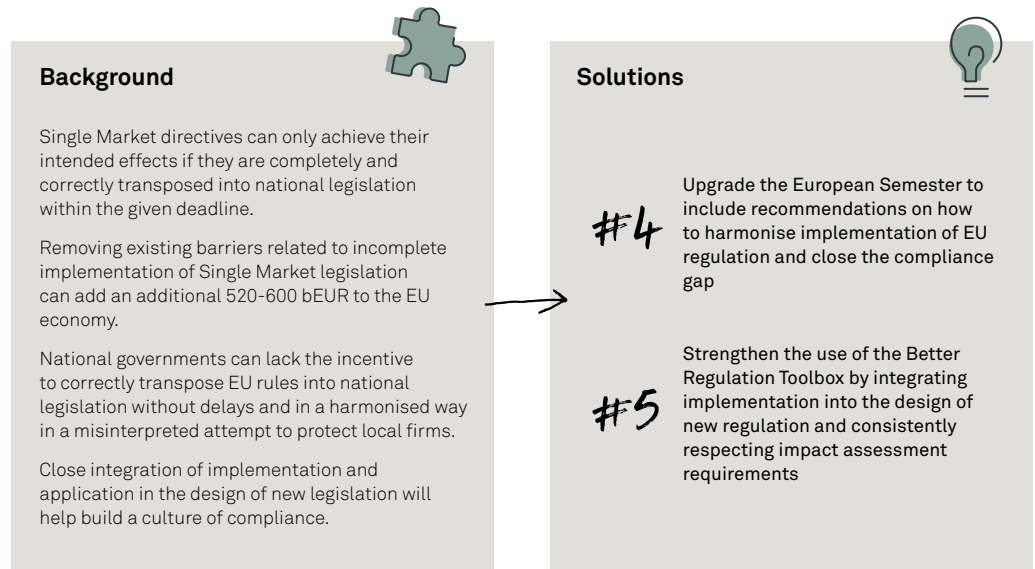 Background
Single Market directives can only achieve their
intended effects if they are completely and
correctly transposed into national legislation
within the given deadline.
Removing existing barriers related to incomplete
implementation of Single Market legislation
can add an additional 520-600 bEUR to the EU
economy.
National governments can lack the incentive
to correctly transpose EU rules into national
legislation without delays and in a harmonised way
in a misinterpreted attempt to protect local firms.
Close integration of implementation and
application in the design of new legislation will
help build a culture of compliance.
Solutions
#4
Upgrade the European Semester to
include recommendations on how
to harmonise implementation of EU
regulation and close the compliance
gap
#5
Strengthen the use of the Better
Regulation Toolbox by integrating
implementation into the design of
new regulation and consistently
respecting impact assessment
requirements